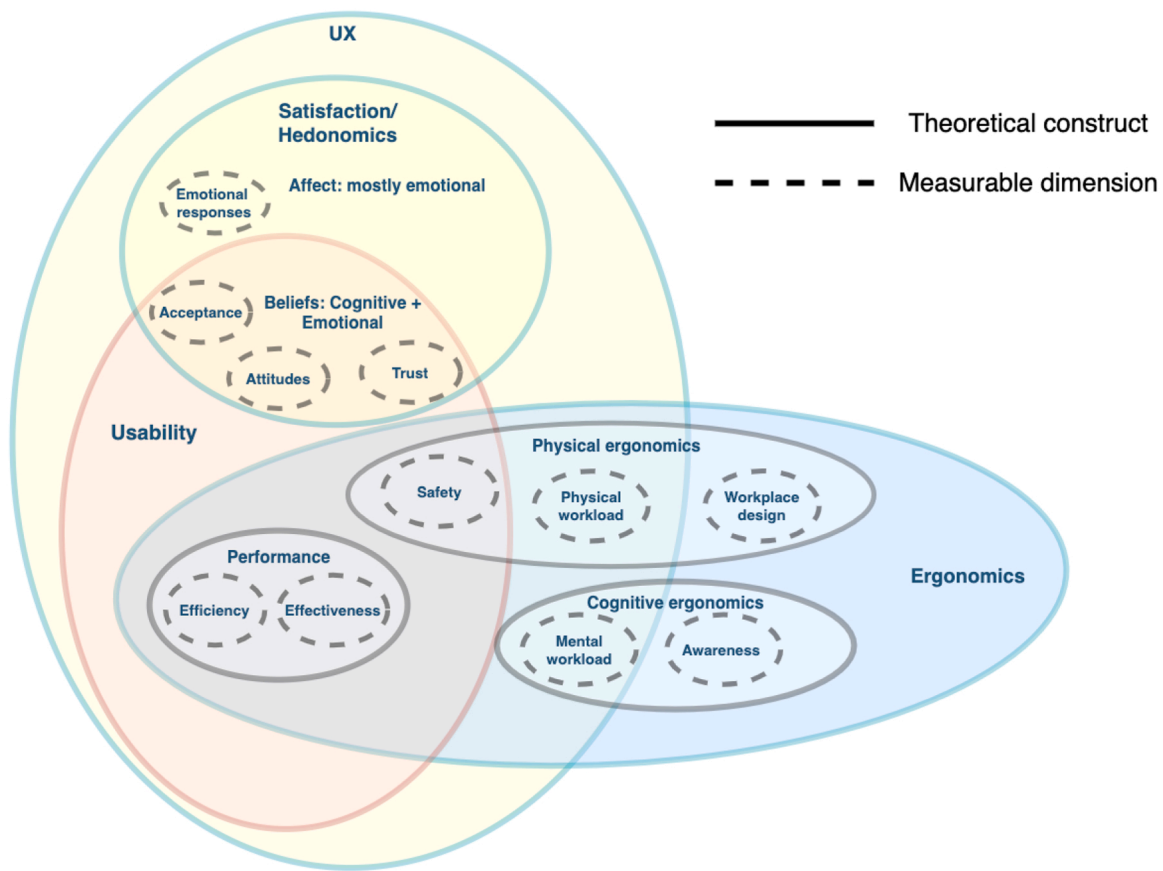 UX
Satisfaction/
Hedonomics
Theoretical construct
Measurable dimension
Affect: mostly emotional
Emotional
responses
Beliefs: Cognitive +
Emotional
Acceptance
Attitudes
Trust
Usability
Physical ergonomics
Safety
Physical
workload
Workplace
design
Ergonomics
Performance
Efficiency
Effectiveness
Cognitive ergonomics
Mental
workload
Awareness